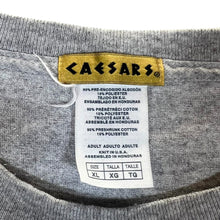 CAESARS®
90% PRE-ENCOGIDO ALGODÓN
10% POLIESTER
TEJIDO EN E.U.
ENSAMBLADO EN HONDURAS
90% PRÉRÉTRÉCI COTON
10% POLYESTER
TRICOTÉ AUX É.U.
ASSEMBLÉ EN HONDURAS
90% PRESHRUNK COTTON
10% POLYESTER
ADULT ADULTO ADULTE
KNIT IN U.S.A.
ASSEMBLED IN HONDURAS
SIZE TALLA TAILLE
XL XG TG